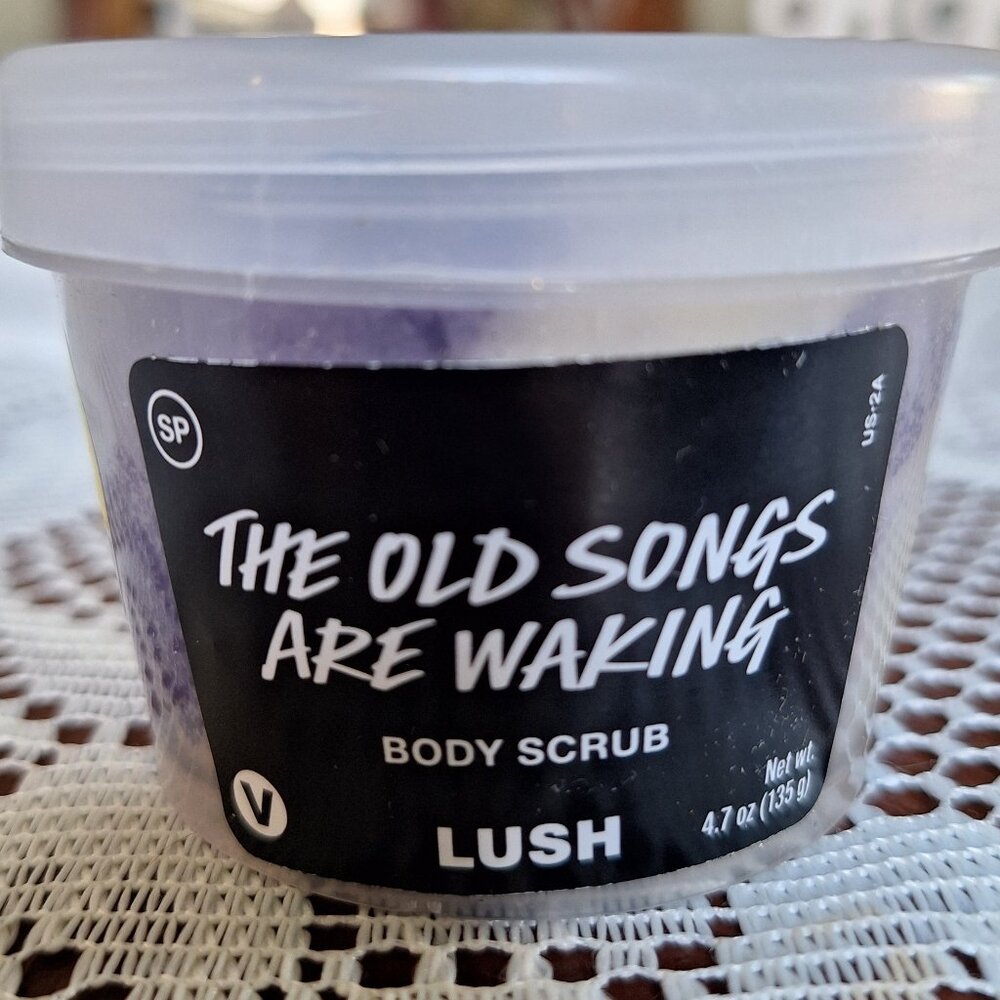 SP
US-2A
THE OLD SONGS
ARE WAKING
BODY SCRUB
Net wt.
4.7 oz (135 g)
V
LUSH